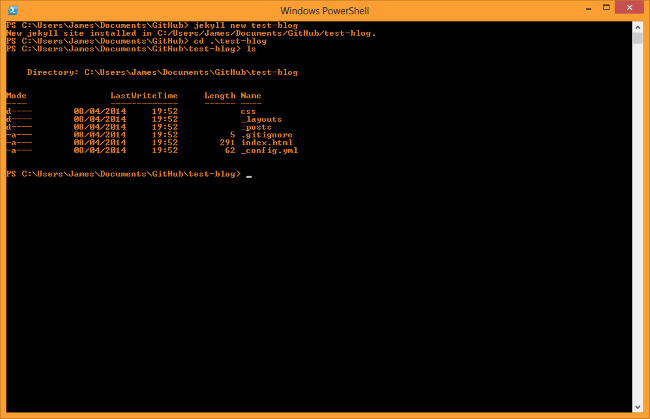 Windows PowerShell
PS C:\Users\James\Documents\GitHub> jekyll new test-blog
New jekyll site installed in C:/Users/James/Documents/GitHub/test-blog.
PS C:\Users\James\Documents\GitHub> cd .\test-blog
PS C:\Users\James\Documents\GitHub\test-blog> ls
Directory: C:\Users\James\Documents\GitHub\test-blog
Mode LastWriteTime Length Name
---- ------------- ------ ----
d---- 08/04/2014 19:52 css
d---- 08/04/2014 19:52 _layouts
d---- 08/04/2014 19:52 _posts
-a--- 08/04/2014 19:52 5 .gitignore
-a--- 08/04/2014 19:52 291 index.html
-a--- 08/04/2014 19:52 62 _config.yml
PS C:\Users\James\Documents\GitHub\test-blog> _